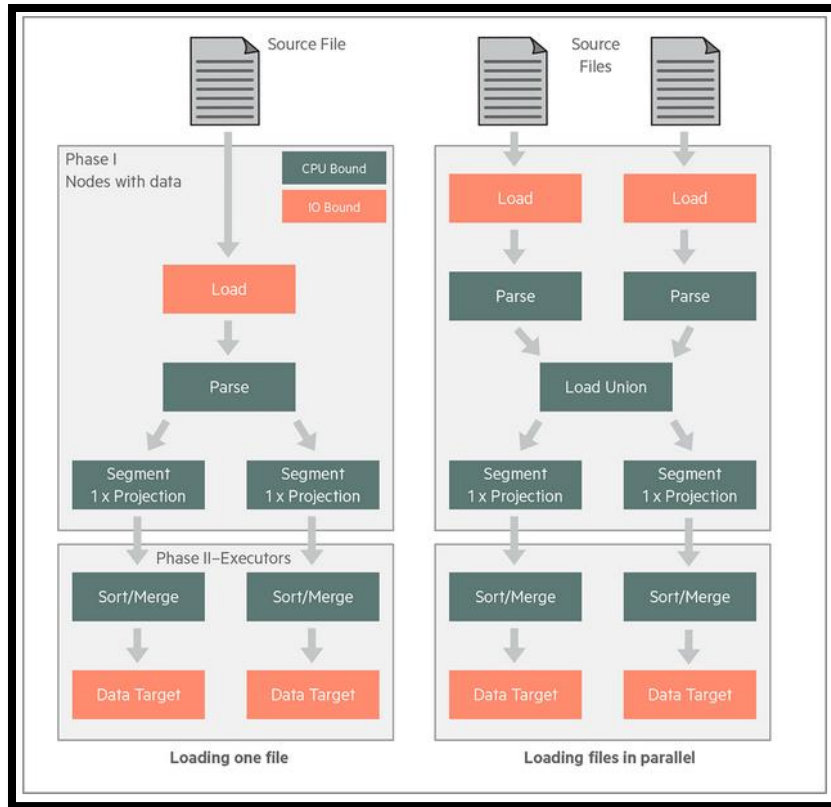 Source File
Phase I
Nodes with data
CPU Bound
IO Bound
Load
Parse
Segment
1 x Projection
Segment
1 x Projection
Phase II–Executors
Sort/Merge
Sort/Merge
Data Target
Data Target
Loading one file
Source
Files
Load
Load
Parse
Parse
Load Union
Segment
1 x Projection
Segment
1 x Projection
Sort/Merge
Sort/Merge
Data Target
Data Target
Loading files in parallel